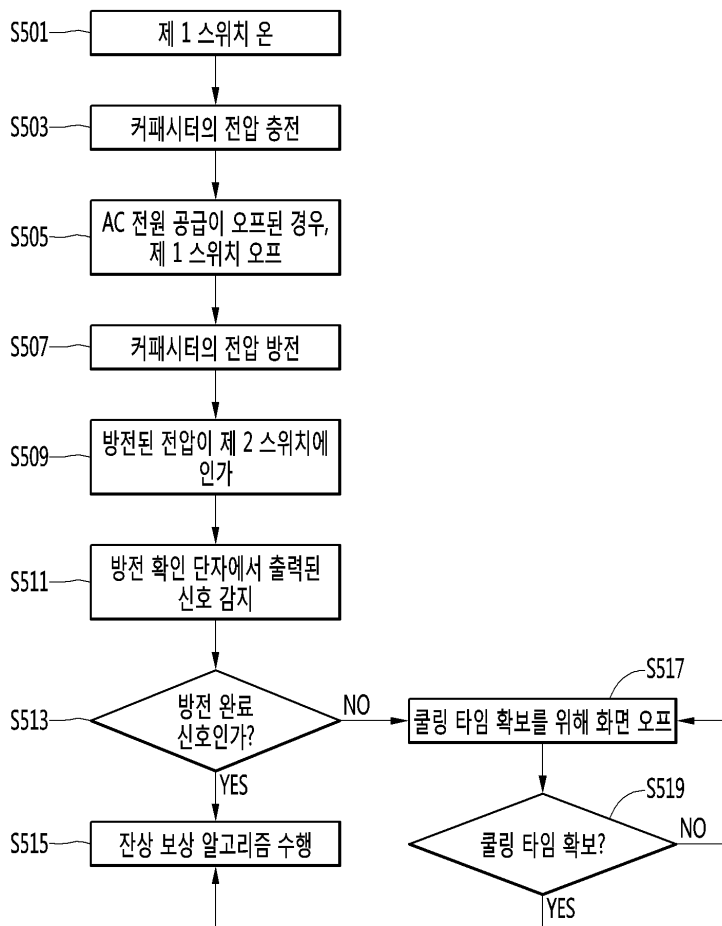 S501
제 1 스위치 온
S503
커패시터의 전압 충전
S505
AC 전원 공급이 오프된 경우,
제 1 스위치 오프
S507
커패시터의 전압 방전
S509
방전된 전압이 제 2 스위치에
인가
S511
방전 확인 단자에서 출력된
신호 감지
S513
방전 완료
신호인가?
NO
YES
S517
쿨링 타임 확보를 위해 화면 오프
S519
쿨링 타임 확보?
NO
YES
S515
잔상 보상 알고리즘 수행